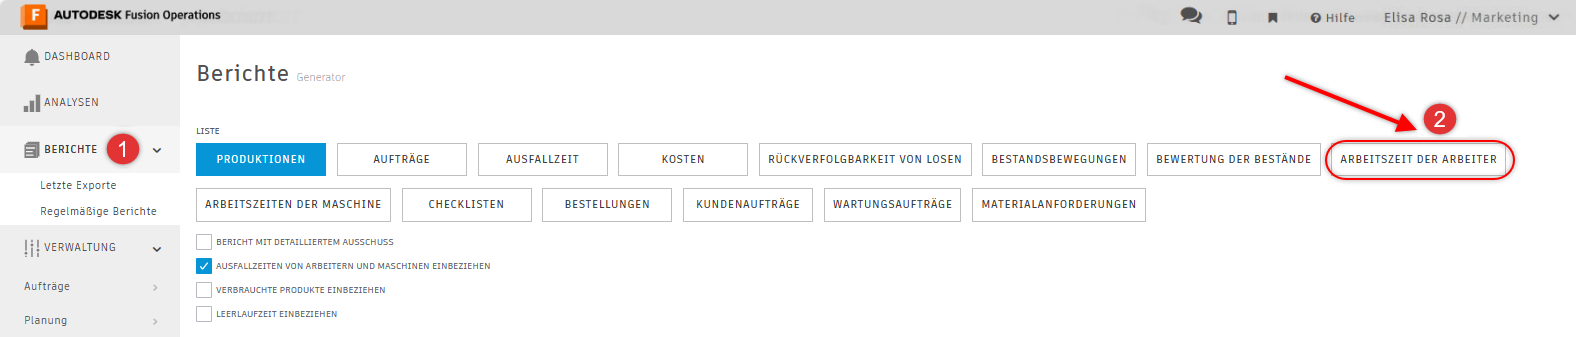 F AUTODESK Fusion Operations
Hilfe
Elisa Rosa // Marketing
DASHBOARD
ANALYSEN
BERICHTE 1
Letzte Exporte
Regelmäßige Berichte
VERWALTUNG
Aufträge
Planung
Berichte Generator
2
LISTE
PRODUKTIONEN AUFTRÄGE AUSFALLZEIT KOSTEN RÜCKVERFOLGBARKEIT VON LOSEN BESTANDSBEWEGUNGEN BEWERTUNG DER BESTÄNDE ARBEITSZEIT DER ARBEITER
ARBEITSZEITEN DER MASCHINE CHECKLISTEN BESTELLUNGEN KUNDENAUFTRÄGE WARTUNGSAUFTRÄGE MATERIALANFORDERUNGEN
BERICHT MIT DETAILLIERTEM AUSSCHUSS
AUSFALLZEITEN VON ARBEITERN UND MASCHINEN EINBEZIEHEN
VERBRAUCHTE PRODUKTE EINBEZIEHEN
LEERLAUFZEIT EINBEZIEHEN